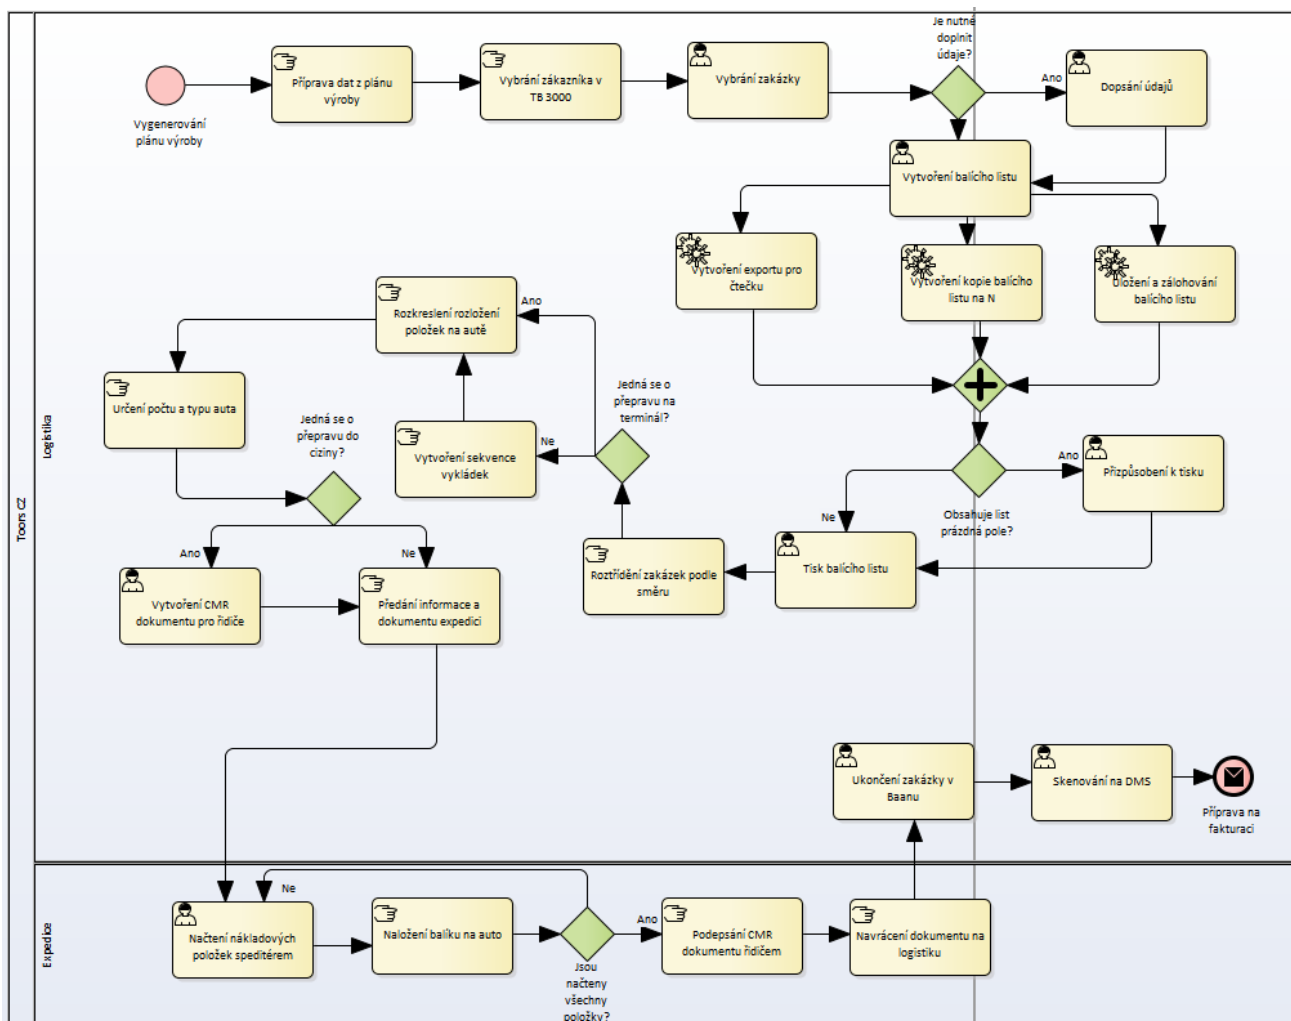 Toors CZ
Logistika
Vygenerování
plánu výroby
Příprava dat z plánu
výroby
Vybrání zákazníka v
TB 3000
Vybrání zakázky
Je nutné
doplnit
údaje?
Ano
Dopsání údajů
Vytvoření balícího listu
Vytvoření exportu pro
čtečku
Vytvoření kopie balícího
listu na N
Uložení a zálohování
balícího listu
Obsahuje list
prázdná pole?
Ano
Přizpůsobení k tisku
Ne
Tisk balícího listu
Roztřídění zakázek podle
směru
Jedná se o
přepravu na
terminál?
Ano
Ne
Vytvoření sekvence
vykládek
Rozkreslení rozložení
položek na autě
Určení počtu a typu auta
Jedná se o
přepravu do
ciziny?
Ano
Ne
Vytvoření CMR
dokumentu pro řidiče
Předání informace a
dokumentu expedici
Ukončení zakázky v
Baanu
Skenování na DMS
Příprava na
fakturaci
Expedice
Načtení nákladových
položek speditérem
Naložení balíku na auto
Ne
Jsou
načteny
všechny
položky?
Ano
Podepsání CMR
dokumentu řidičem
Navrácení dokumentu na
logistiku